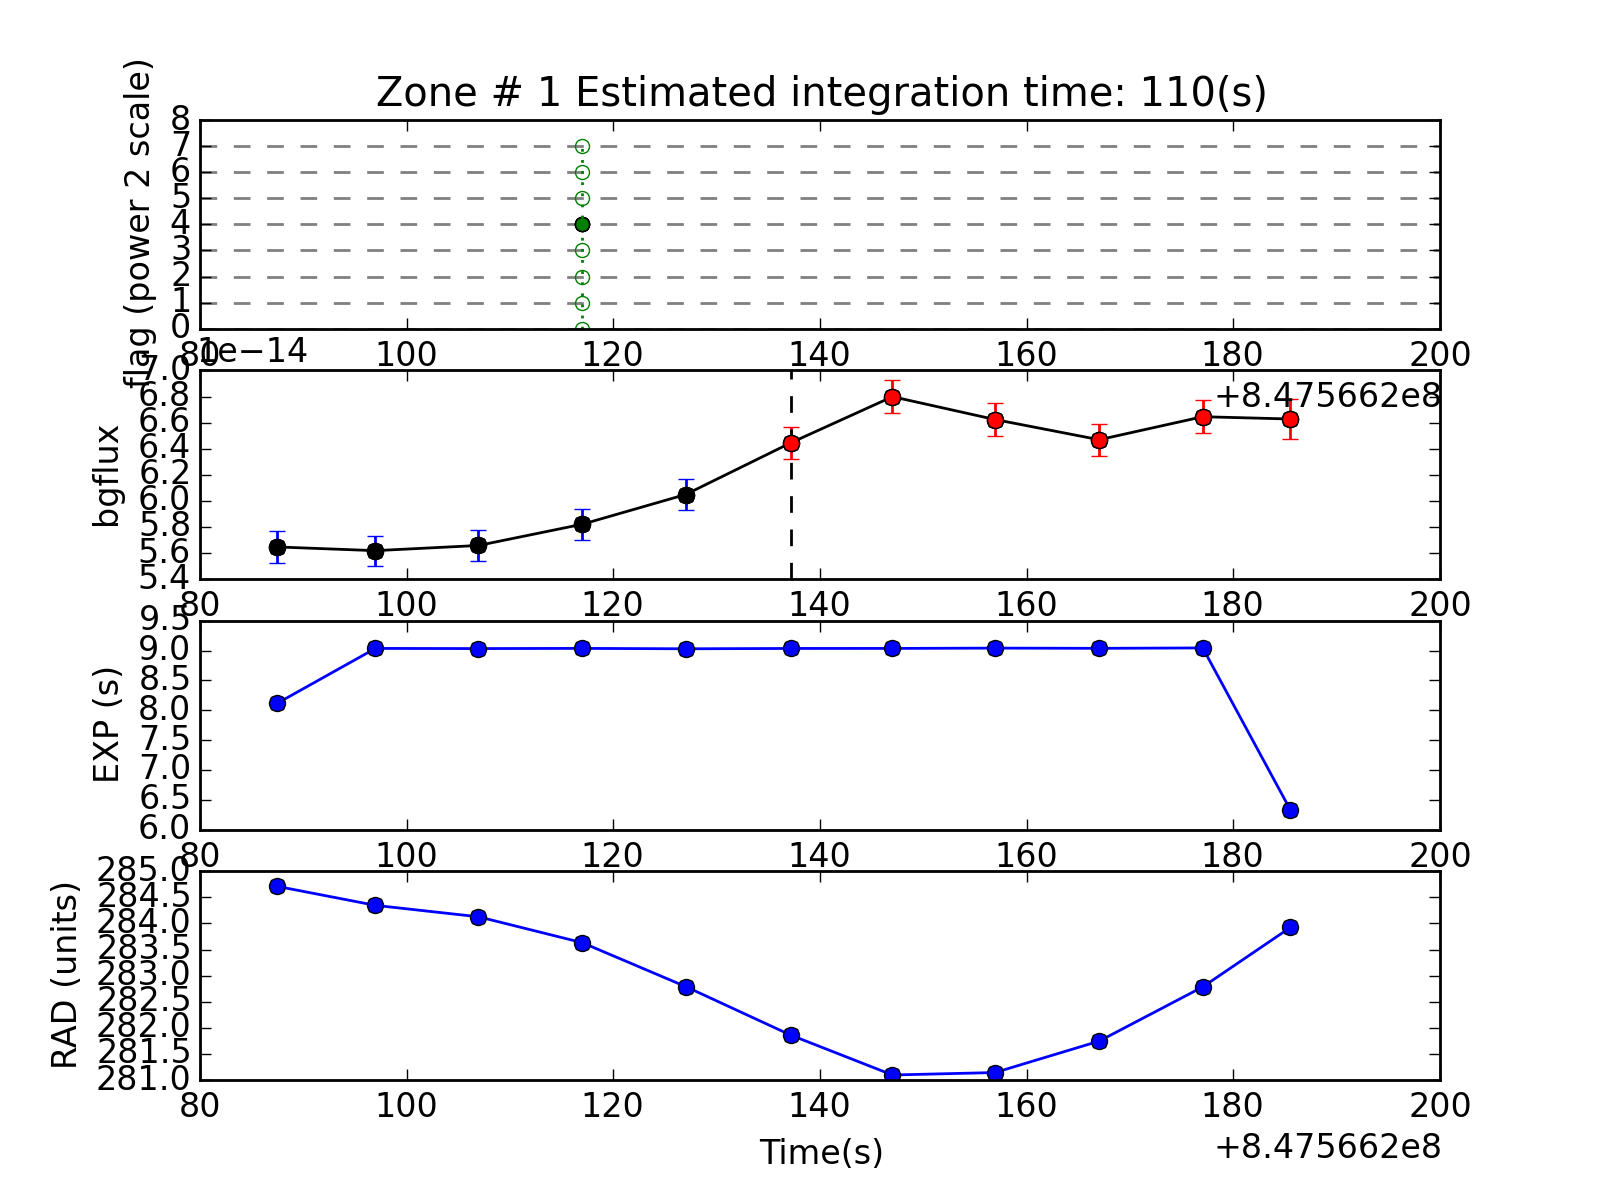 Zone # 1 Estimated integration time: 110(s)
flag (power 2 scale)
8
7
6
5
4
3
2
1
0
80 100 120 140 160 180 200
1e−14
+8.475662e8
bgflux
7.0
6.8
6.6
6.4
6.2
6.0
5.8
5.6
5.4
80 100 120 140 160 180 200
EXP (s)
9.5
9.0
8.5
8.0
7.5
7.0
6.5
6.0
80 100 120 140 160 180 200
RAD (units)
285.0
284.5
284.0
283.5
283.0
282.5
282.0
281.5
281.0
80 100 120 140 160 180 200
Time(s)
+8.475662e8